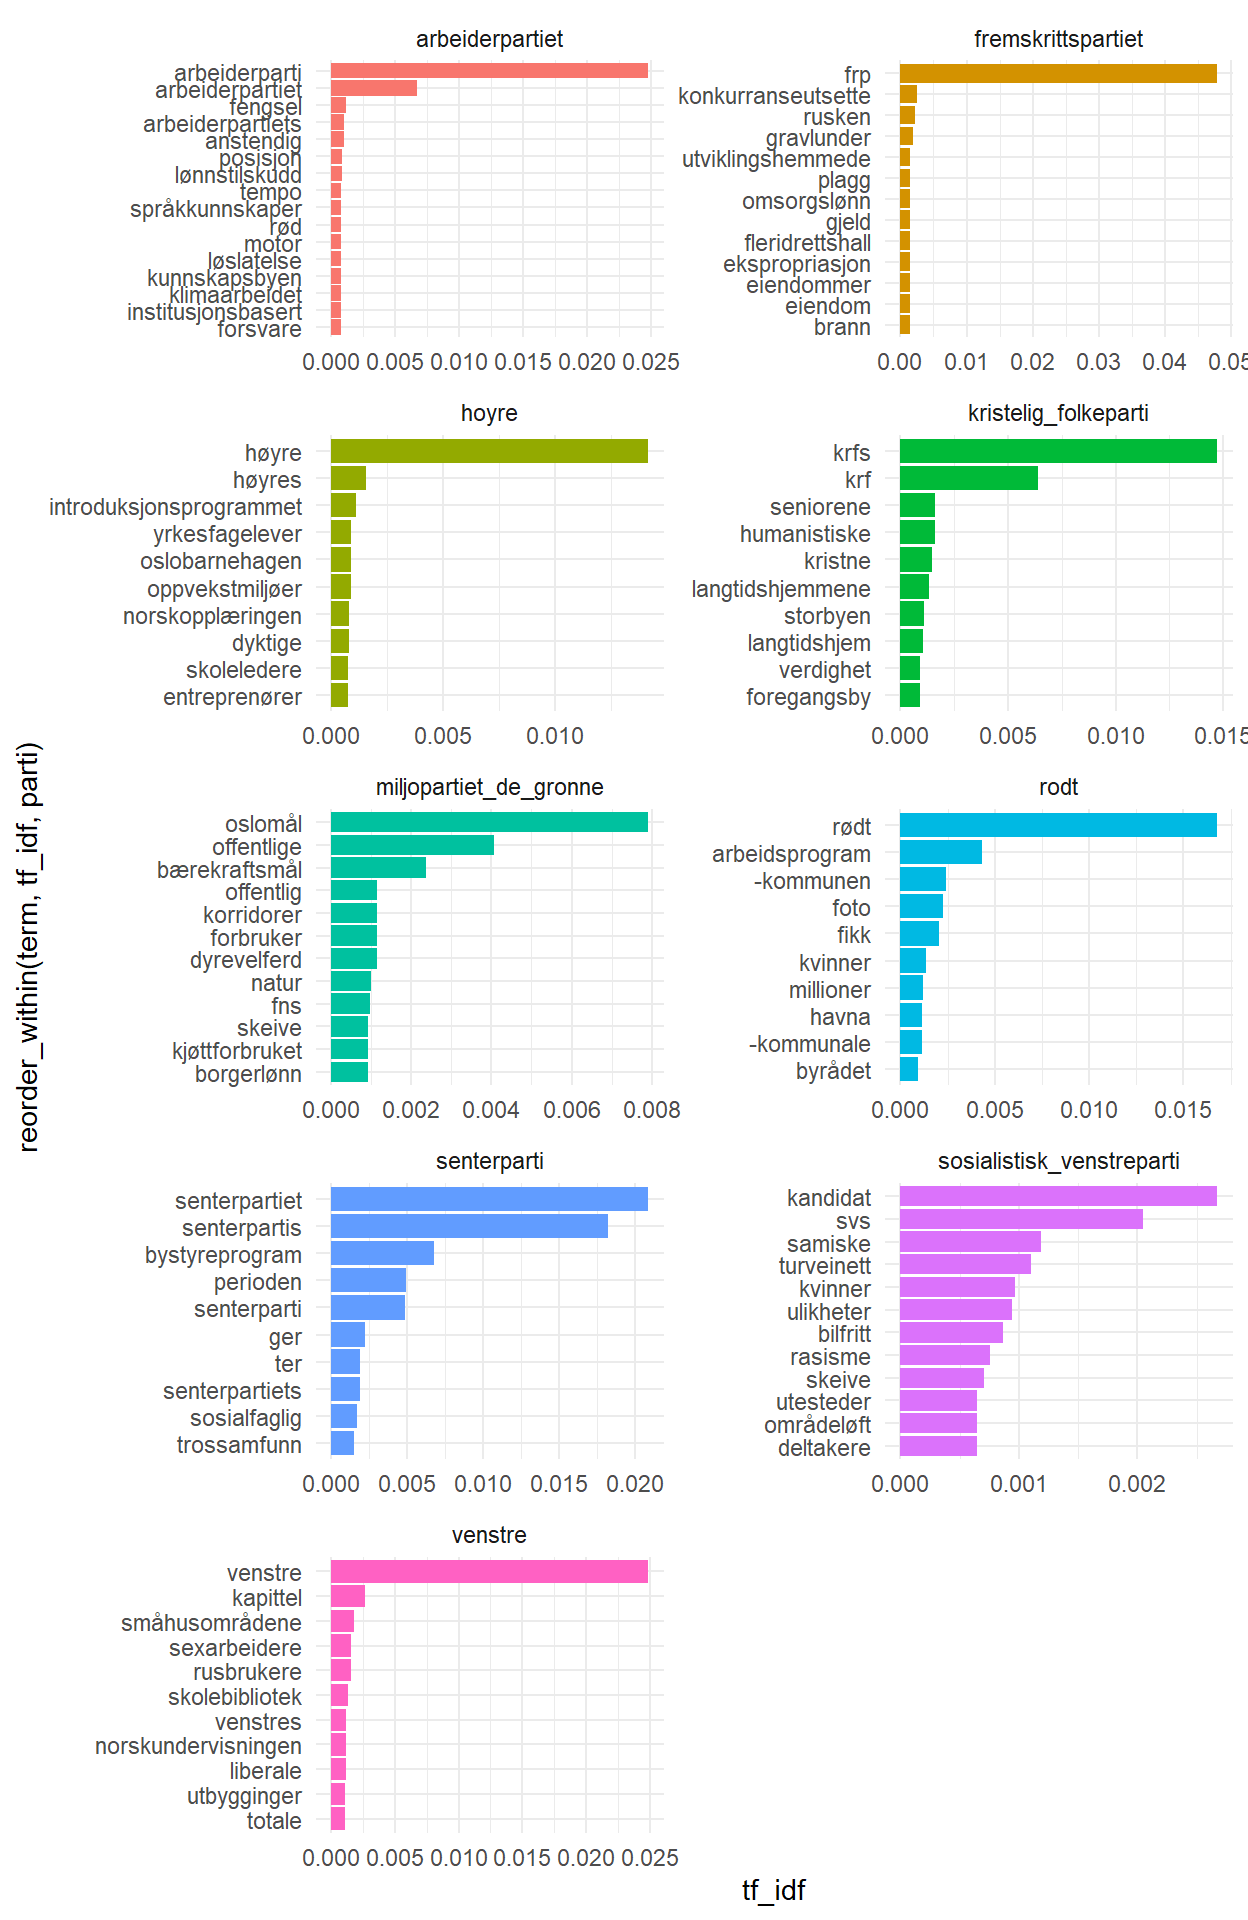 arbeiderpartiet
arbeiderparti
arbeiderpartiet
fengsel
arbeiderpartiets
anstendig
posisjon
lønnstilskudd
tempo
språkkunnskaper
rød
motor
løslatelse
kunnskapsbyen
klimaarbeidet
institusjonsbasert
forsvare
0.000 0.005 0.010 0.015 0.020 0.025
fremskrittspartiet
frp
konkurranseutsette
rusken
gravlunder
utviklingshemmede
plagg
omsorgslønn
gjeld
fleridrettshall
ekspropriasjon
eiendommer
eiendom
brann
0.00 0.01 0.02 0.03 0.04 0.05
hoyre
høyre
høyres
introduksjonsprogrammet
yrkesfagelever
oslobarnehagen
oppvekstmiljøer
norskopplæringen
dyktige
skoleledere
entreprenører
0.000 0.005 0.010
kristelig_folkeparti
krfs
krf
seniorene
humanistiske
kristne
langtidshjemmene
storbyen
langtidshjem
verdighet
foregangsby
0.000 0.005 0.010 0.015
miljopartiet_de_gronne
oslomål
offentlige
bærekraftsmål
offentlig
korridorer
forbruker
dyrevelferd
natur
fns
skeive
kjøttforbruket
borgerlønn
0.000 0.002 0.004 0.006 0.008
rodt
rødt
arbeidsprogram
-kommunen
foto
fikk
kvinner
millioner
havna
-kommunale
byrådet
0.000 0.005 0.010 0.015
senterparti
senterpartiet
senterpartis
bystyreprogram
perioden
senterparti
ger
ter
senterpartiets
sosialfaglig
trossamfunn
0.000 0.005 0.010 0.015 0.020
sosialistisk_venstreparti
kandidat
svs
samiske
turveinett
kvinner
ulikheter
bilfritt
rasisme
skeive
utesteder
områdeløft
deltakere
0.000 0.001 0.002
venstre
venstre
kapittel
småhusområdene
sexarbeidere
rusbrukere
skolebibliotek
venstres
norskundervisningen
liberale
utbygginger
totale
0.000 0.005 0.010 0.015 0.020 0.025
tf_idf
reorder_within(term, tf_idf, parti)